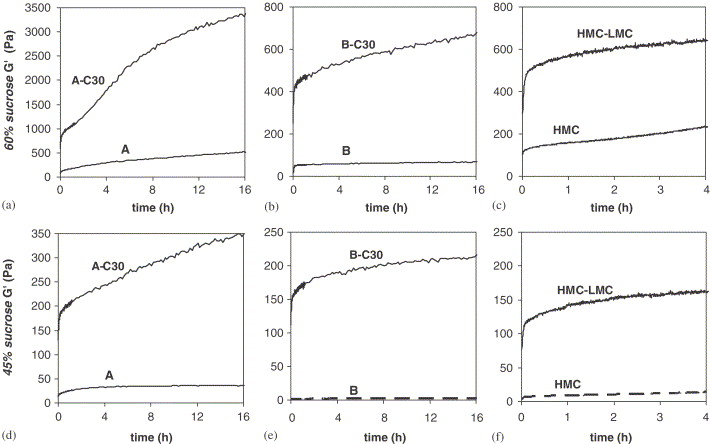 60% sucrose G' (Pa)
3500
3000
2500
2000
1500
1000
500
0
A-C30
A
0 4 8 12 16
(a) time (h)
800
600
400
200
0
B-C30
B
0 4 8 12 16
(b) time (h)
800
600
400
200
0
HMC-LMC
HMC
0 1 2 3 4
(c) time (h)
45% sucrose G' (Pa)
350
300
250
200
150
100
50
0
A-C30
A
0 4 8 12 16
(d) time (h)
250
200
150
100
50
0
B-C30
B
0 4 8 12 16
(e) time (h)
250
200
150
100
50
0
HMC-LMC
HMC
0 1 2 3 4
(f) time (h)